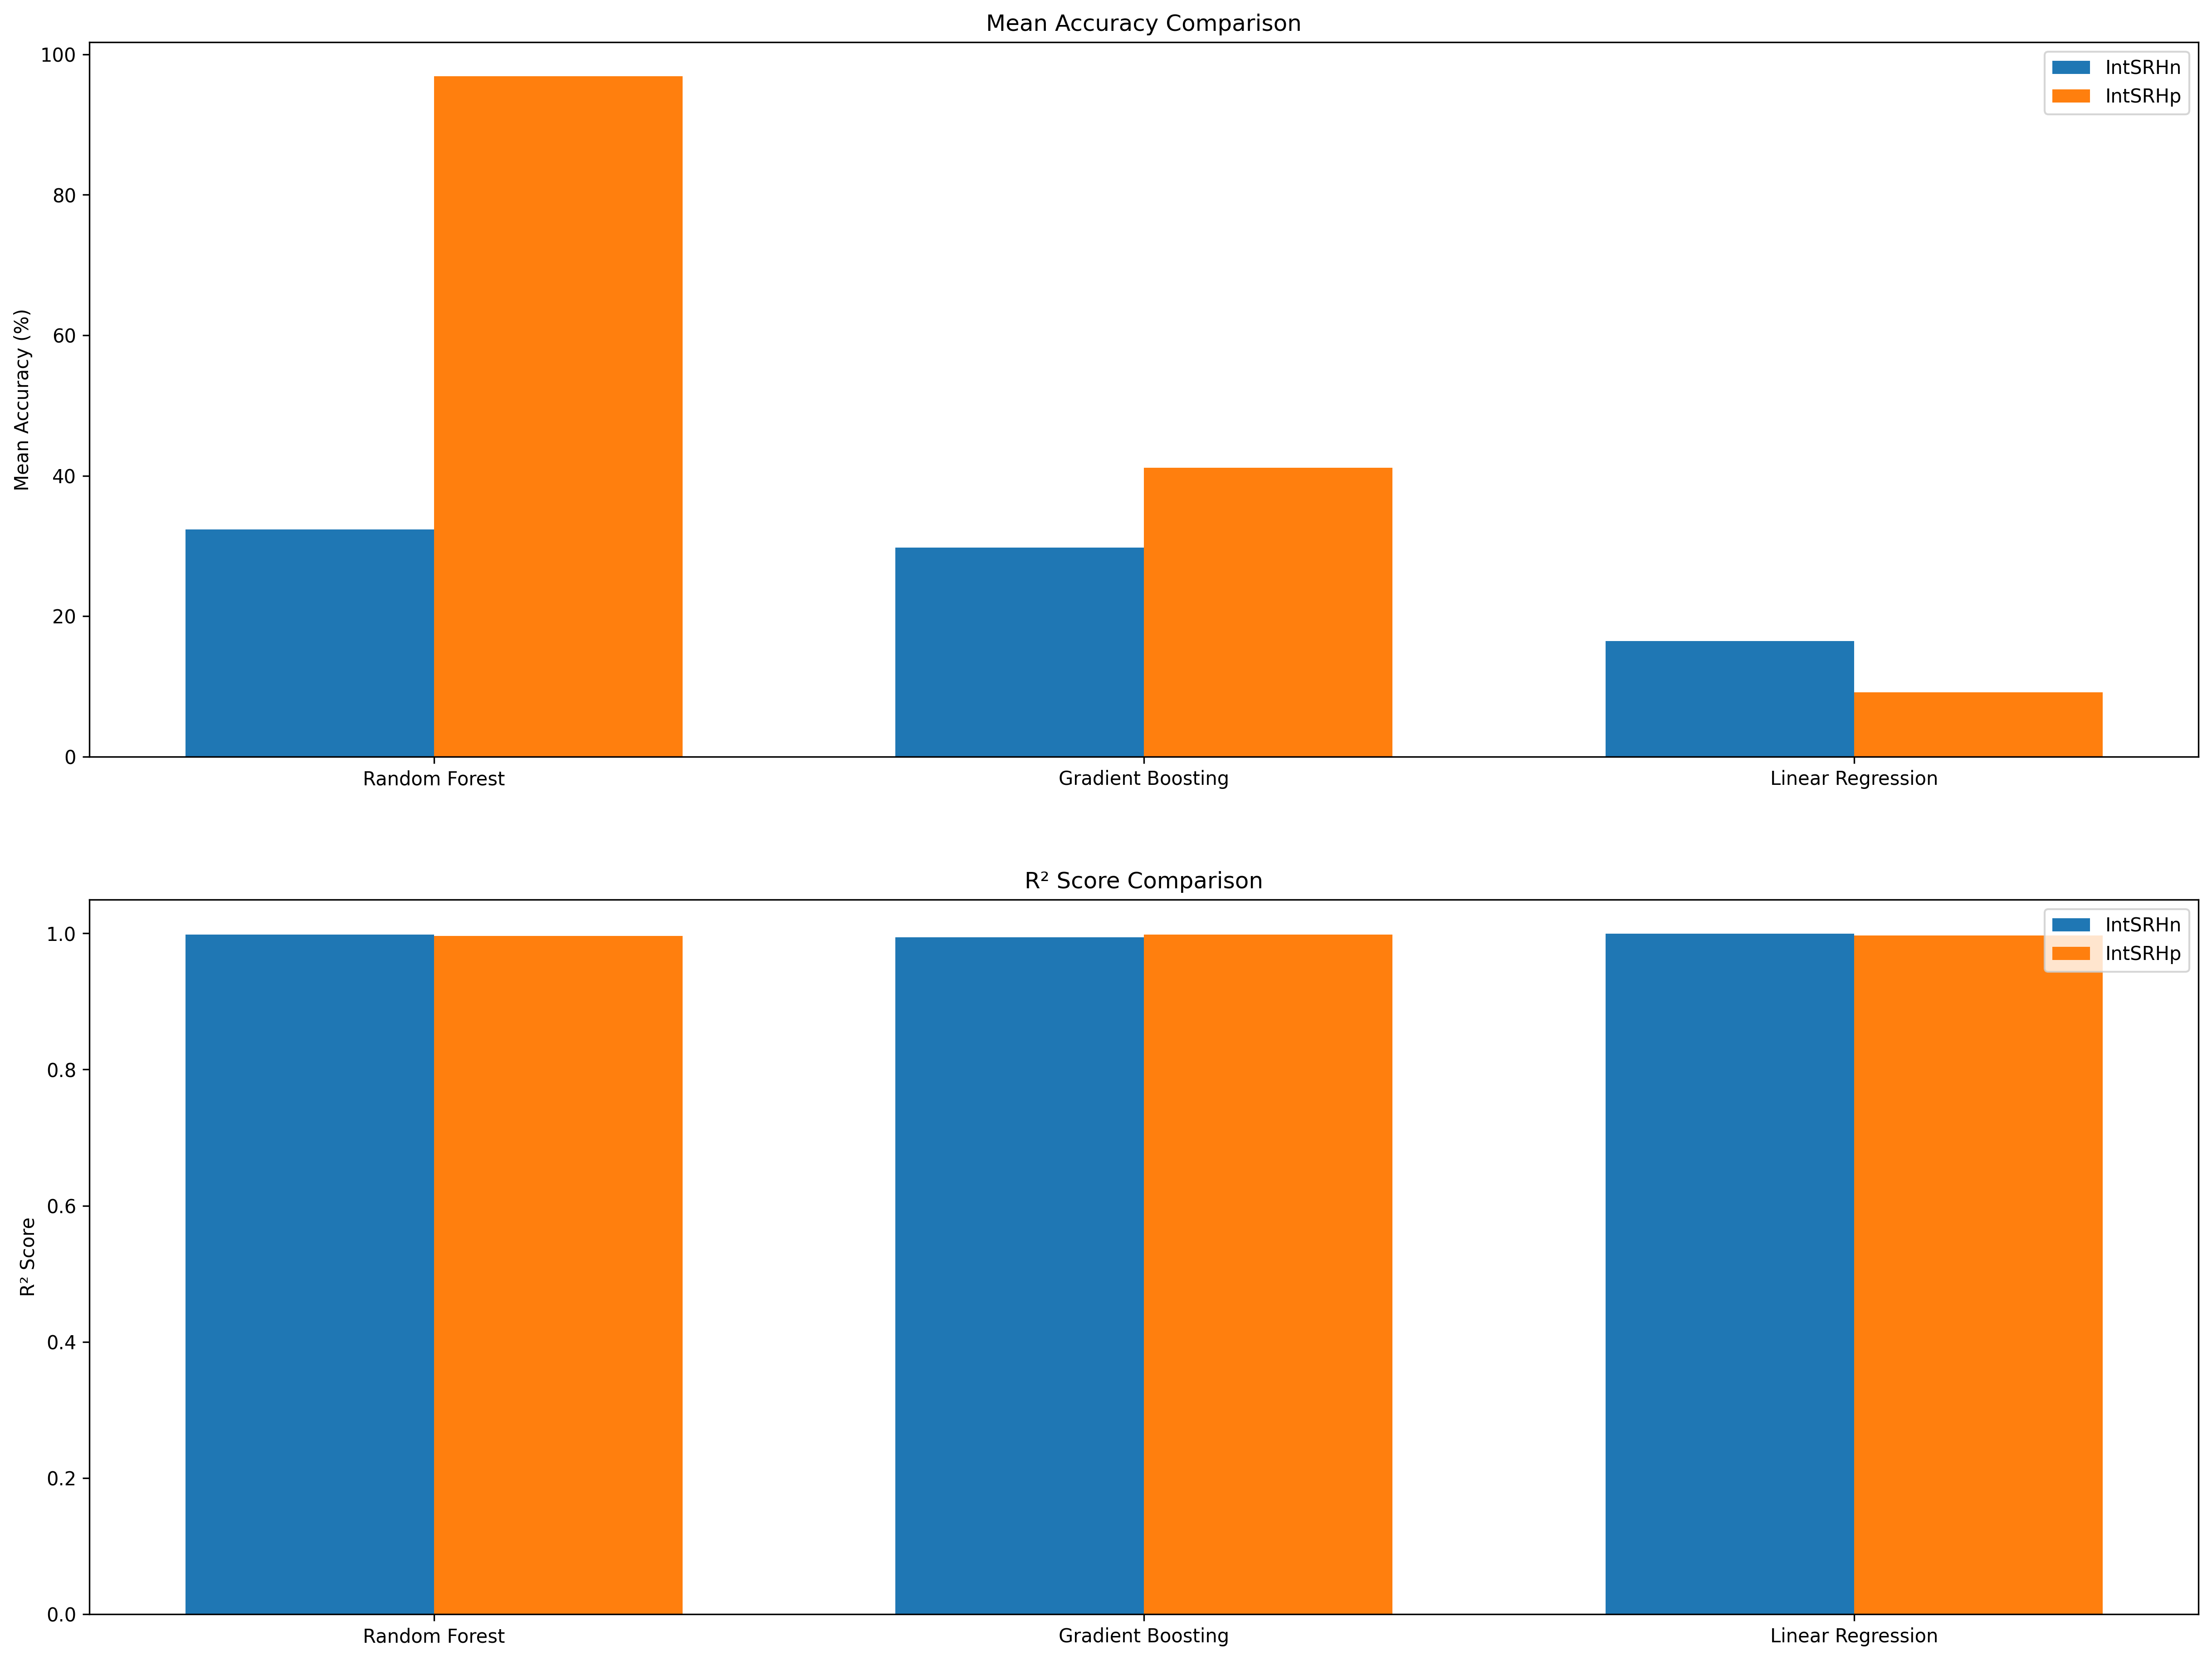 Mean Accuracy Comparison
Mean Accuracy (%)
100
80
60
40
20
0
IntSRHn
IntSRHp
Random Forest
Gradient Boosting
Linear Regression
R² Score Comparison
R² Score
1.0
0.8
0.6
0.4
0.2
0.0
IntSRHn
IntSRHp
Random Forest
Gradient Boosting
Linear Regression